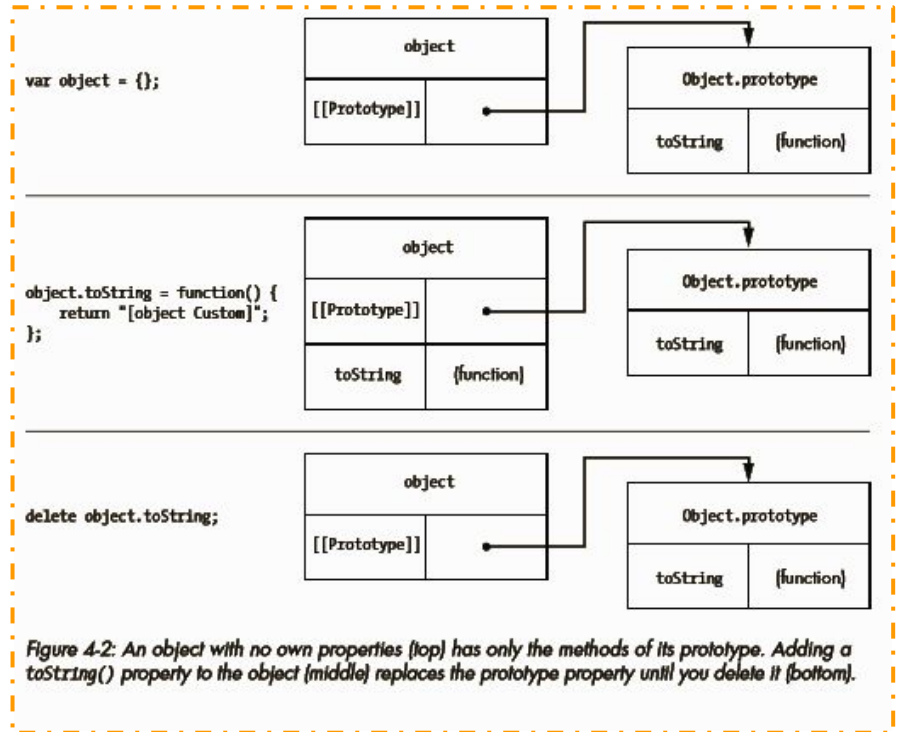 object
var object = {};
Object.prototype
[[Prototype]]
toString
(function)
object
Object.prototype
object.toString = function() {
return "[object Custom]";
};
[[Prototype]]
toString
(function)
toString
(function)
object
delete object.toString;
Object.prototype
[[Prototype]]
toString
(function)
Figure 4-2: An object with no own properties (top) has only the methods of its prototype. Adding a
toString() property to the object (middle) replaces the prototype property until you delete it (bottom).